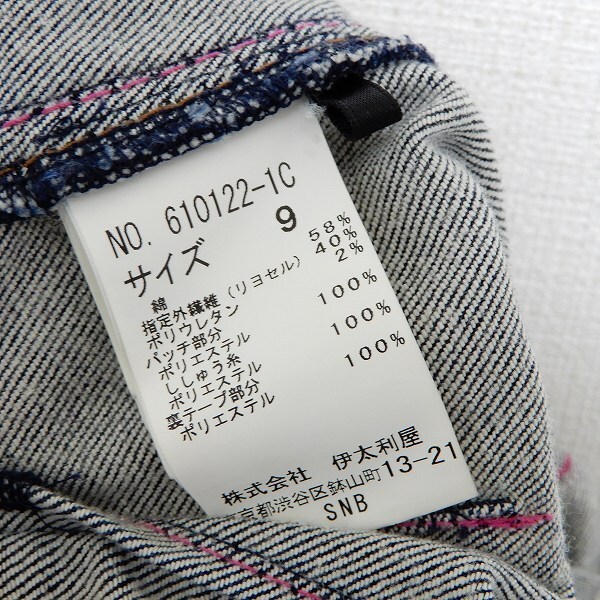 NO. 610122-1C
サイズ 9
綿 58%
指定外繊維(リヨセル) 40%
ポリウレタン 2%
パッチ部分
ポリエステル 100%
ししゅう糸
ポリエステル 100%
裏テープ部分
ポリエステル 100%
株式会社 伊太利屋
京都渋谷区鉢山町13-21
SNB